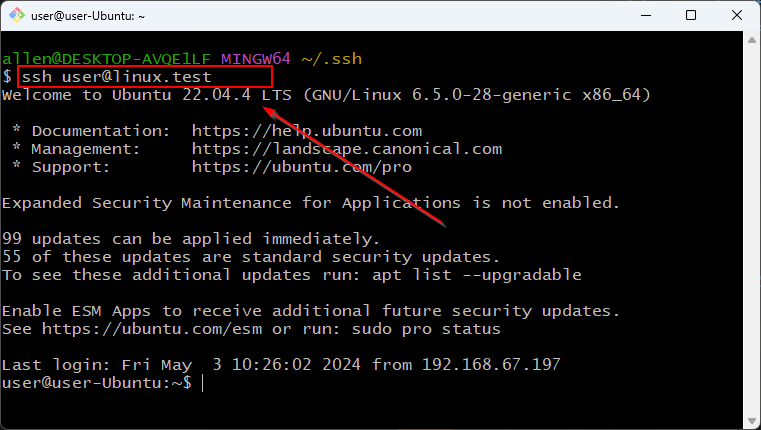 user@user-Ubuntu: ~
allen@DESKTOP-AVQE1LF MINGW64 ~/.ssh
$ ssh user@linux.test
Welcome to Ubuntu 22.04.4 LTS (GNU/Linux 6.5.0-28-generic x86_64)
* Documentation:  https://help.ubuntu.com
* Management:     https://landscape.canonical.com
* Support:        https://ubuntu.com/pro
Expanded Security Maintenance for Applications is not enabled.
99 updates can be applied immediately.
55 of these updates are standard security updates.
To see these additional updates run: apt list --upgradable
Enable ESM Apps to receive additional future security updates.
See https://ubuntu.com/esm or run: sudo pro status
Last login: Fri May  3 10:26:02 2024 from 192.168.67.197
user@user-Ubuntu:~$